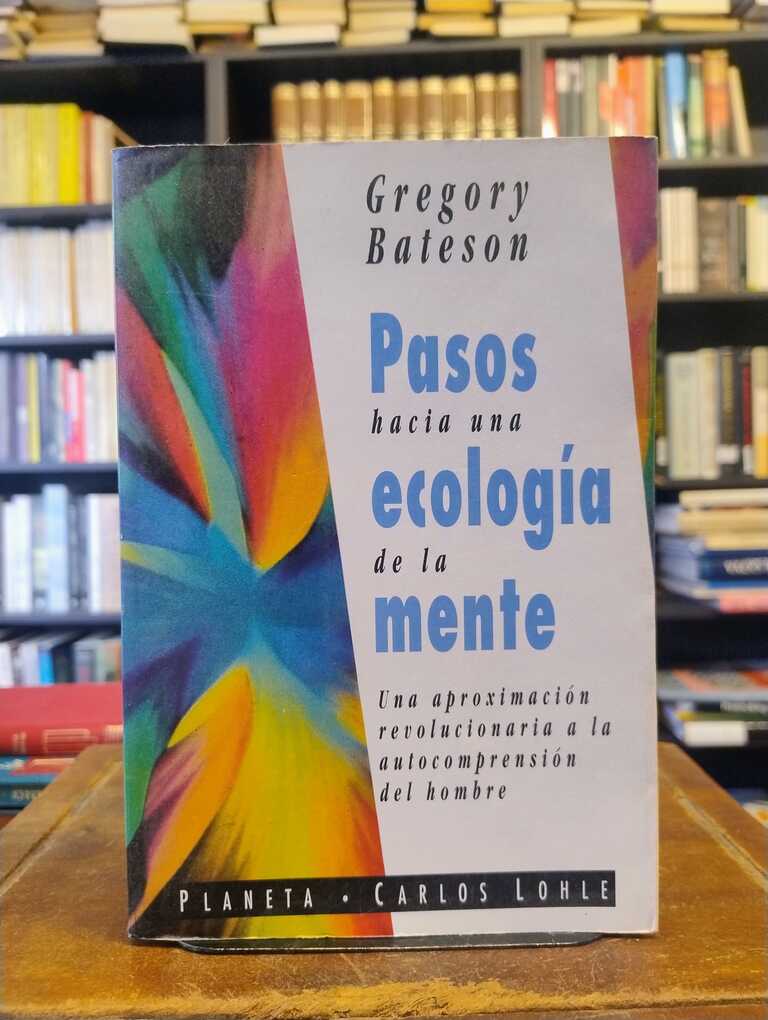 Gregory
Bateson
Pasos
hacia una
ecología
de la
mente
Una aproximación
revolucionaria a la
autocomprensión
del hombre
PLANETA • CARLOS LOHLE